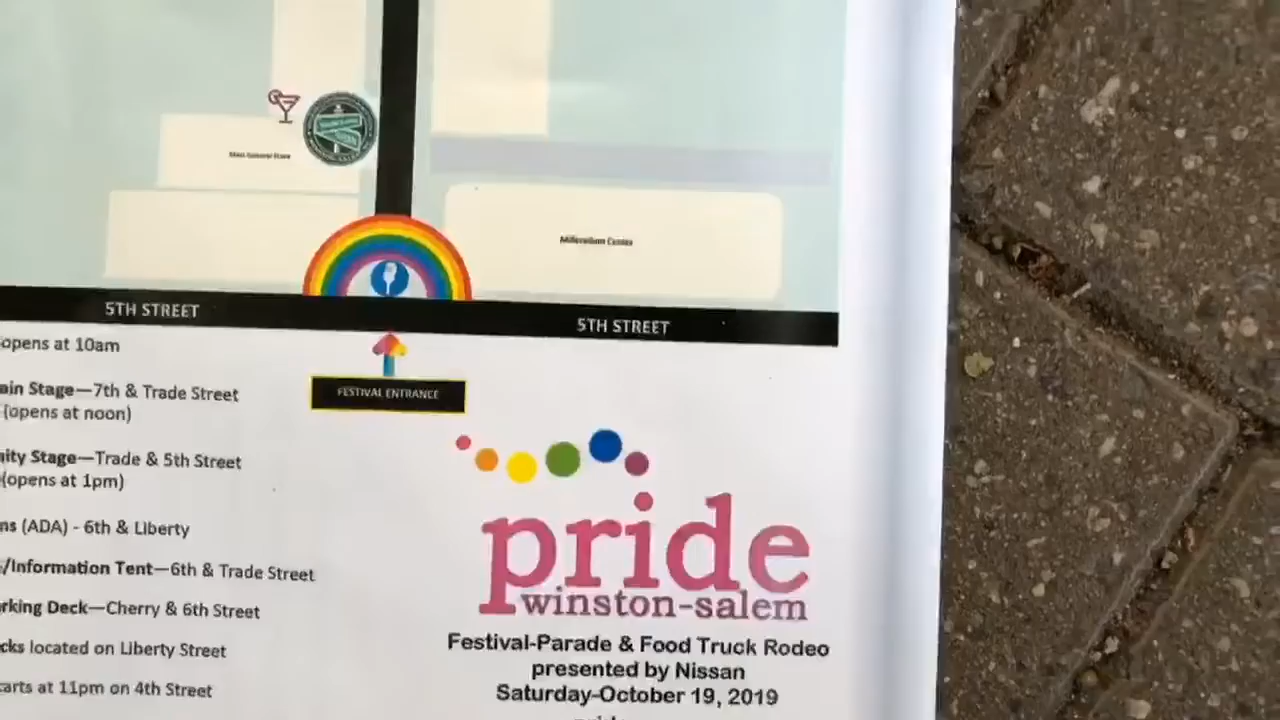 Millennium Center
5TH STREET
5TH STREET
FESTIVAL ENTRANCE
opens at 10am
ain Stage—7th & Trade Street
(opens at noon)
ity Stage—Trade & 5th Street
(opens at 1pm)
ns (ADA) - 6th & Liberty
/Information Tent—6th & Trade Street
rking Deck—Cherry & 6th Street
cks located on Liberty Street
arts at 11pm on 4th Street
pride
winston-salem
Festival-Parade & Food Truck Rodeo
presented by Nissan
Saturday-October 19, 2019